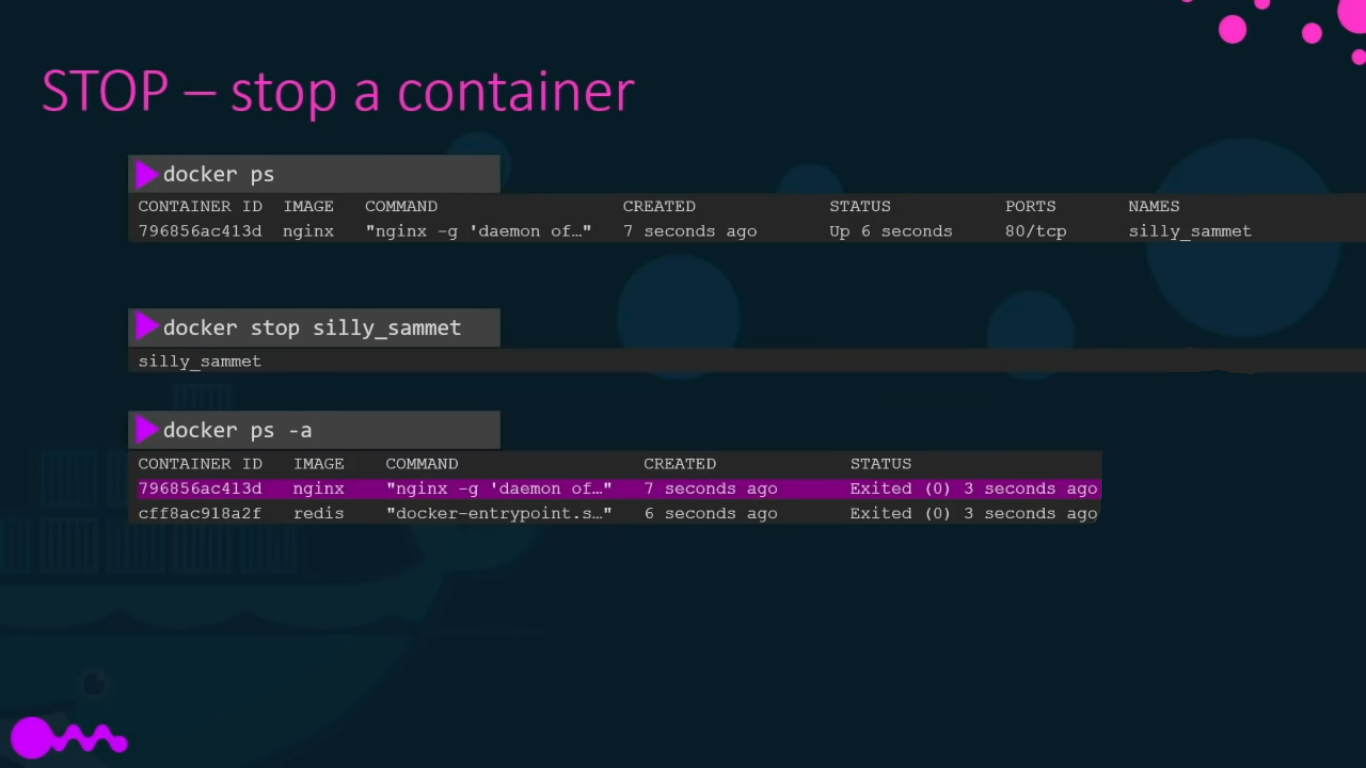 STOP – stop a container
docker ps
CONTAINER ID IMAGE COMMAND CREATED STATUS PORTS NAMES
796856ac413d nginx "nginx -g 'daemon of…" 7 seconds ago Up 6 seconds 80/tcp silly_sammet
docker stop silly_sammet
silly_sammet
docker ps -a
CONTAINER ID IMAGE COMMAND CREATED STATUS
796856ac413d nginx "nginx -g 'daemon of…" 7 seconds ago Exited (0) 3 seconds ago
cff8ac918a2f redis "docker-entrypoint.s…" 6 seconds ago Exited (0) 3 seconds ago